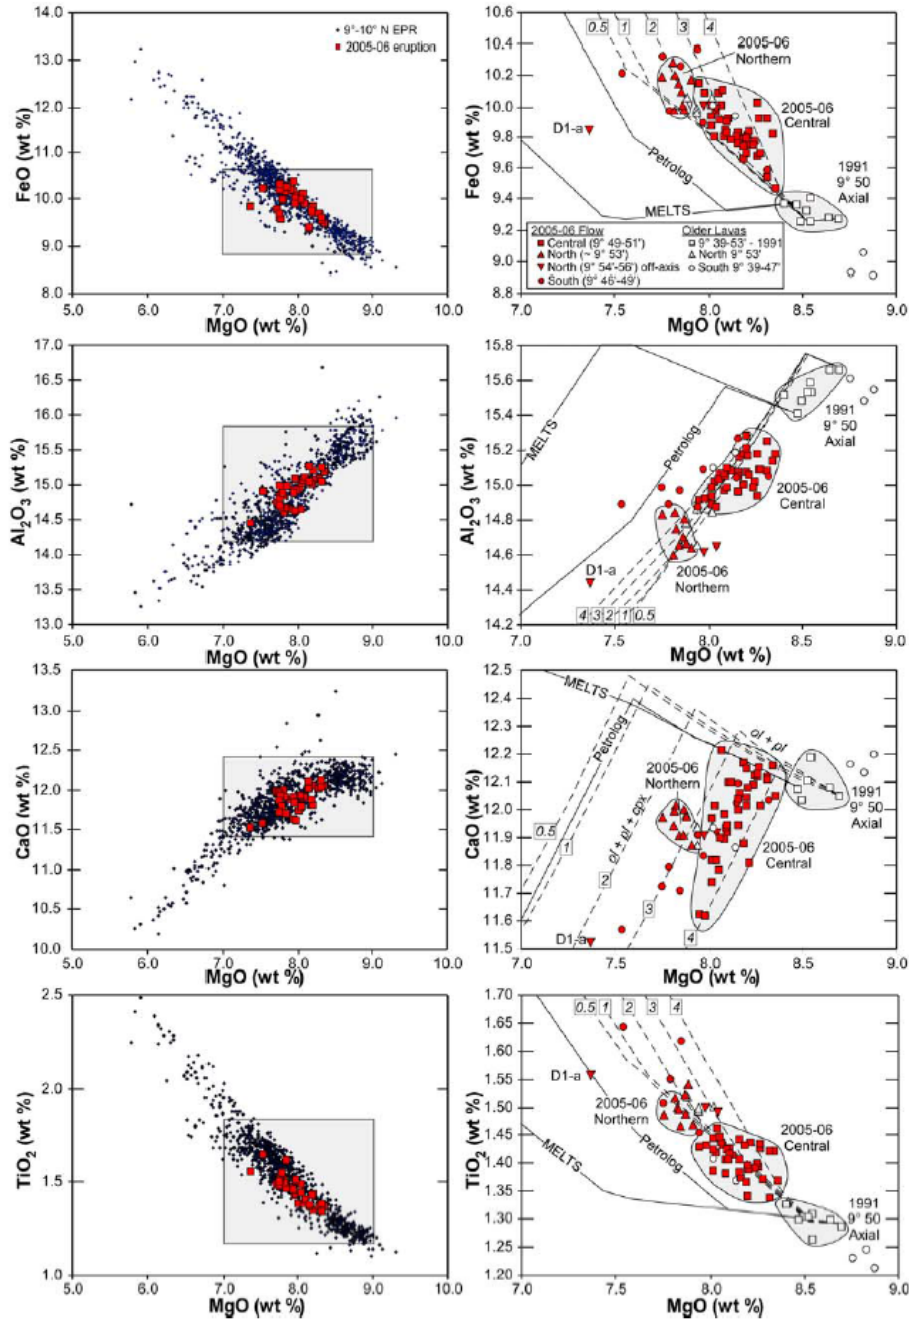 14.0
13.0
12.0
11.0
10.0
9.0
8.0
FeO (wt %)
9°-10° N EPR
2005-06 eruption
5.0 6.0 7.0 8.0 9.0 10.0
MgO (wt %)
10.6
10.4
10.2
10.0
9.8
9.6
9.4
9.2
9.0
8.8
FeO (wt %)
0.5 1 2 3 4
2005-06
Northern
2005-06
Central
D1-a
Petrolog
MELTS
1991
9° 50
Axial
2005-06 Flow
Central (9° 49-51')
North (~ 9° 53')
North (9° 54'-56') off-axis
South (9° 46'-49')
Older Lavas
9° 39-53' - 1991
North 9° 53'
South 9° 39-47'
7.0 7.5 8.0 8.5 9.0
MgO (wt %)
17.0
16.0
15.0
14.0
13.0
Al2O3 (wt %)
5.0 6.0 7.0 8.0 9.0 10.0
MgO (wt %)
15.8
15.6
15.4
15.2
15.0
14.8
14.6
14.4
14.2
Al2O3 (wt %)
MELTS
Petrolog
1991
9° 50
Axial
2005-06
Central
2005-06
Northern
D1-a
4 3 2 1 0.5
7.0 7.5 8.0 8.5 9.0
MgO (wt %)
15.0
14.0
13.0
12.0
11.0
10.0
CaO (wt %)
5.0 6.0 7.0 8.0 9.0 10.0
MgO (wt %)
12.5
12.4
12.3
12.2
12.1
12.0
11.9
11.8
11.7
11.6
11.5
CaO (wt %)
MELTS
Petrolog
ol + pl
2005-06
Northern
ol + pl + cpx
1991
9° 50
Axial
2005-06
Central
0.5
1
2
3
4
D1-a
7.0 7.5 8.0 8.5 9.0
MgO (wt %)
2.5
2.0
1.5
1.0
TiO2 (wt %)
5.0 6.0 7.0 8.0 9.0 10.0
MgO (wt %)
1.70
1.65
1.60
1.55
1.50
1.45
1.40
1.35
1.30
1.25
1.20
TiO2 (wt %)
0.5 1 2 3 4
D1-a
2005-06
Northern
2005-06
Central
MELTS
Petrolog
1991
9° 50
Axial
7.0 7.5 8.0 8.5 9.0
MgO (wt %)